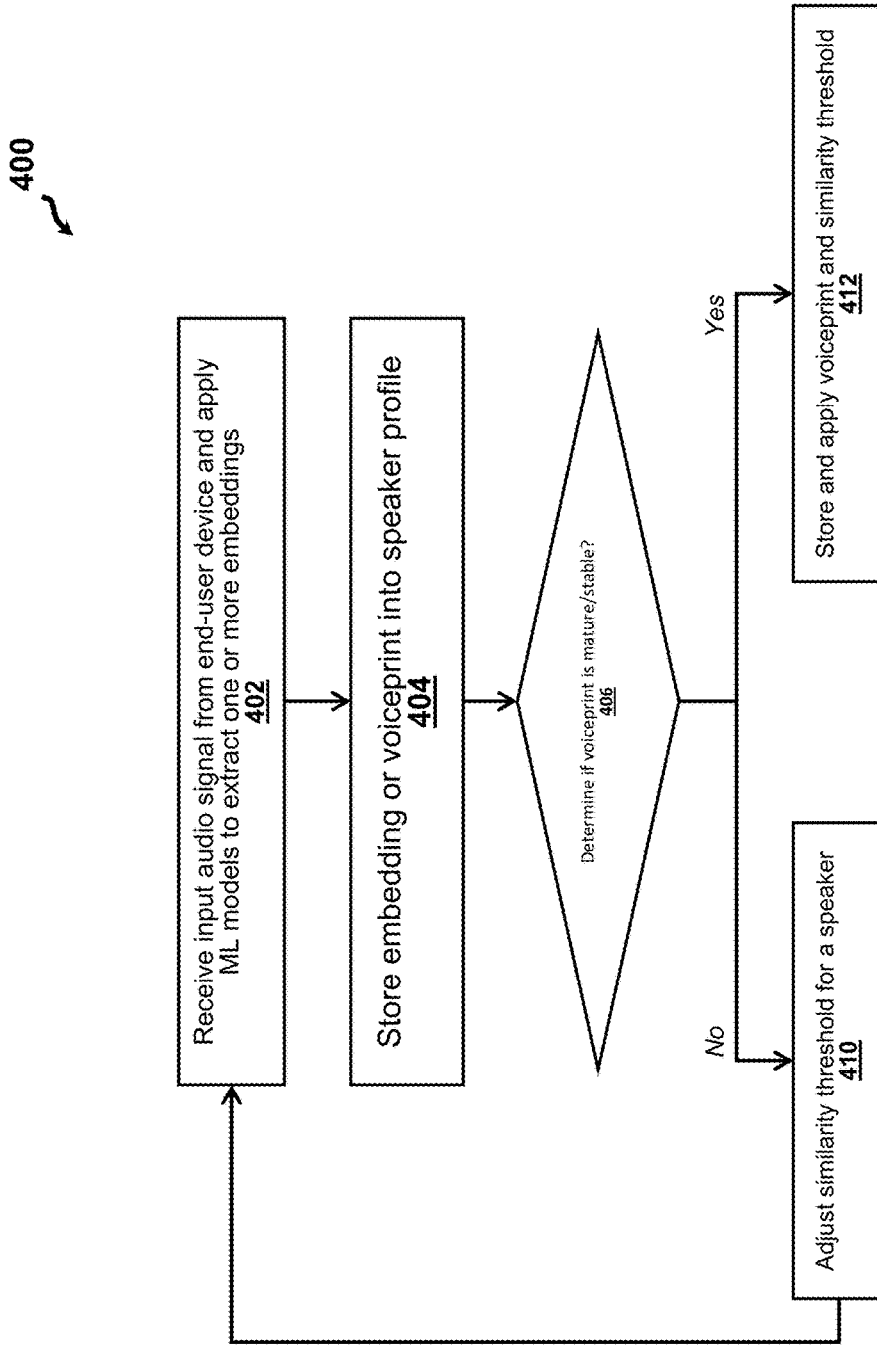 400
Receive input audio signal from end-user device and apply
ML models to extract one or more embeddings
402
Store embedding or voiceprint into speaker profile
404
Determine if voiceprint is mature/stable?
406
No
Yes
Adjust similarity threshold for a speaker
410
Store and apply voiceprint and similarity threshold
412